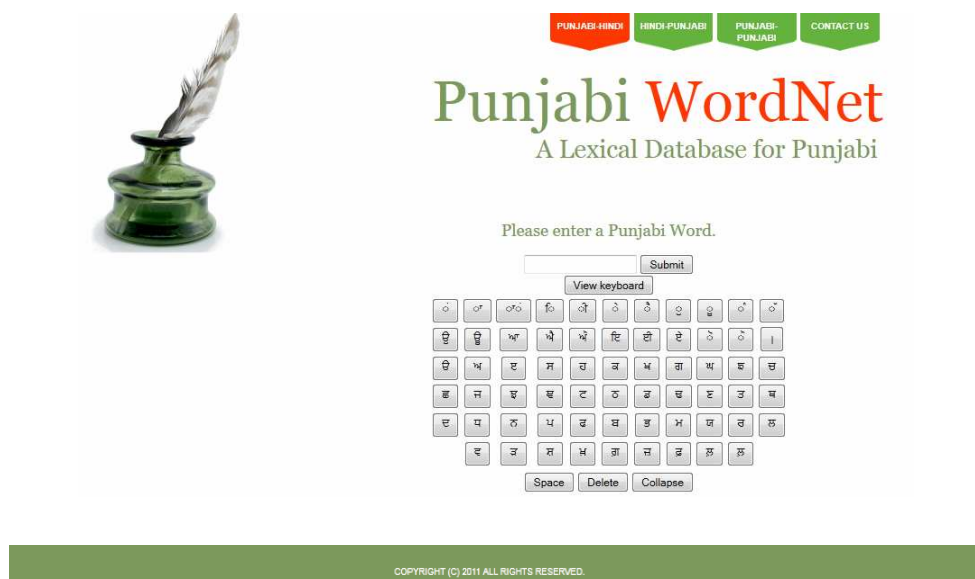 PUNJABI-HINDI HINDI-PUNJABI PUNJABI-PUNJABI CONTACT US
Punjabi WordNet
A Lexical Database for Punjabi
Please enter a Punjabi Word.
Submit
View keyboard
ਉ ਊ ਆ ਐ ਔ ਇ ਈ ਏ ੇ ੈ ।
ੳ ਅ ੲ ਸ ਹ ਕ ਖ ਗ ਘ ਙ ਚ
ਛ ਜ ਝ ਞ ਟ ਠ ਡ ਢ ਣ ਤ ਥ
ਦ ਧ ਨ ਪ ਫ ਬ ਭ ਮ ਯ ਰ ਲ
ਵ ੜ ਸ਼ ਖ਼ ਗ਼ ਜ਼ ਫ਼ ਲ਼ ਲ਼
Space Delete Collapse
COPYRIGHT (C) 2011 ALL RIGHTS RESERVED.